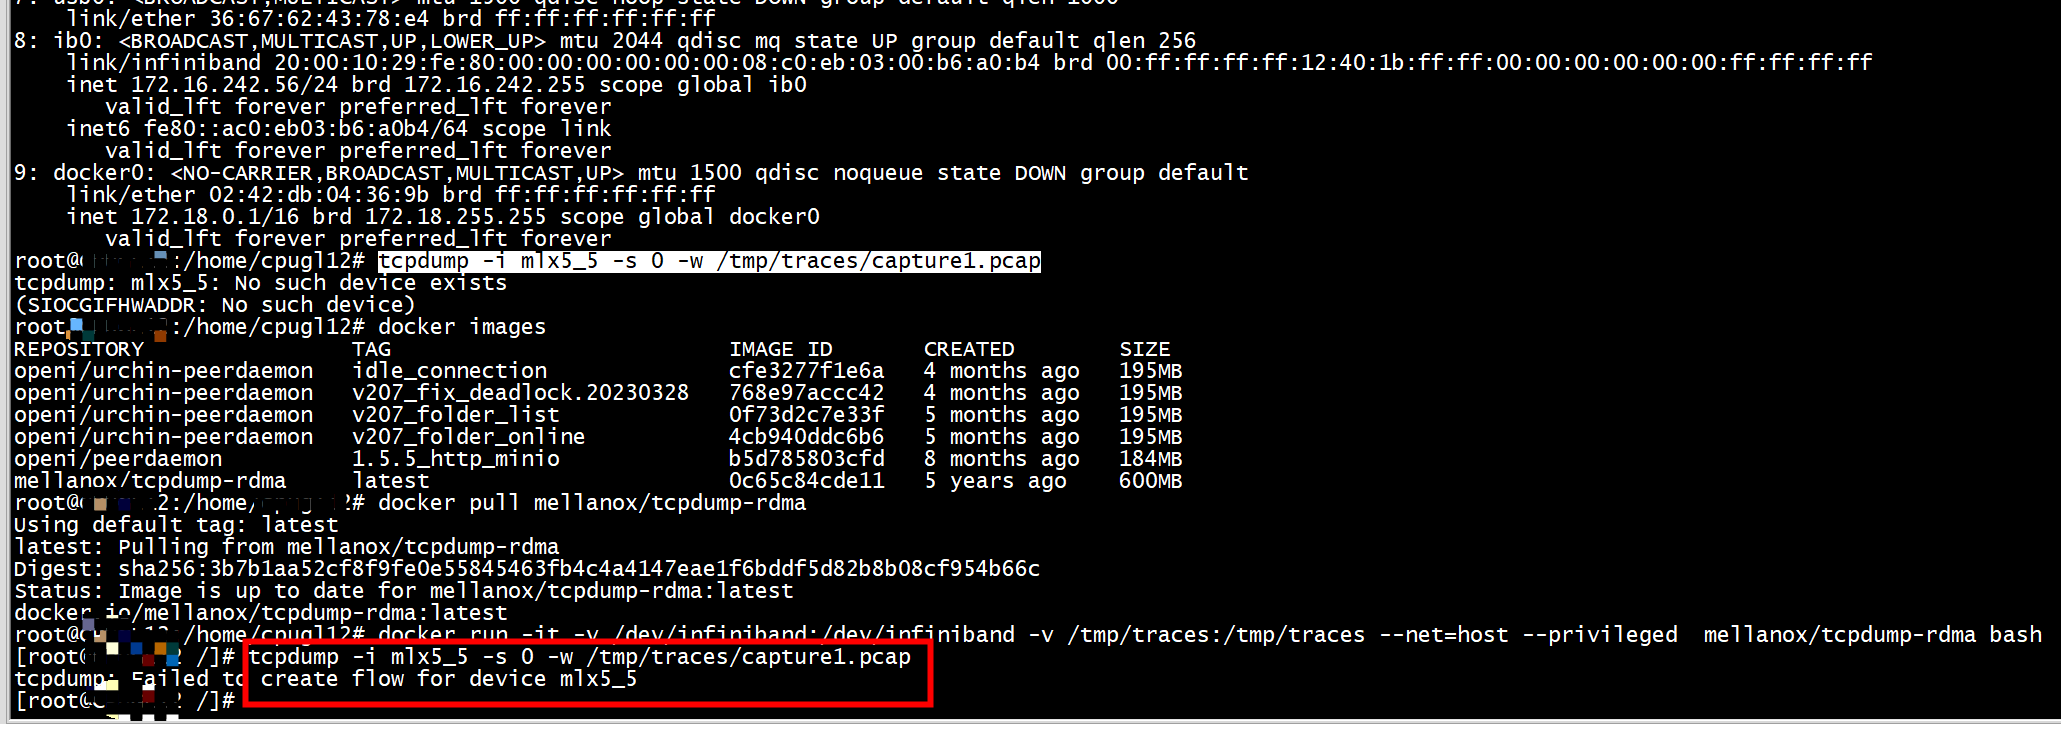 7: usb0: <BROADCAST,MULTICAST> mtu 1500 qdisc noop state DOWN group default qlen 1000
link/ether 36:67:62:43:78:e4 brd ff:ff:ff:ff:ff:ff
8: ib0: <BROADCAST,MULTICAST,UP,LOWER_UP> mtu 2044 qdisc mq state UP group default qlen 256
link/infiniband 20:00:10:29:fe:80:00:00:00:00:00:00:08:c0:eb:03:00:b6:a0:b4 brd 00:ff:ff:ff:ff:12:40:1b:ff:ff:00:00:00:00:00:00:ff:ff:ff:ff
inet 172.16.242.56/24 brd 172.16.242.255 scope global ib0
valid_lft forever preferred_lft forever
inet6 fe80::ac0:eb03:b6:a0b4/64 scope link
valid_lft forever preferred_lft forever
9: docker0: <NO-CARRIER,BROADCAST,MULTICAST,UP> mtu 1500 qdisc noqueue state DOWN group default
link/ether 02:42:db:04:36:9b brd ff:ff:ff:ff:ff:ff
inet 172.18.0.1/16 brd 172.18.255.255 scope global docker0
valid_lft forever preferred_lft forever
root@ :/home/cpugl12# tcpdump -i mlx5_5 -s 0 -w /tmp/traces/capture1.pcap
tcpdump: mlx5_5: No such device exists
(SIOCGIFHWADDR: No such device)
root :/home/cpugl12# docker images
REPOSITORY TAG IMAGE ID CREATED SIZE
openi/urchin-peerdaemon idle_connection cfe3277f1e6a 4 months ago 195MB
openi/urchin-peerdaemon v207_fix_deadlock.20230328 768e97accc42 4 months ago 195MB
openi/urchin-peerdaemon v207_folder_list 0f73d2c7e33f 5 months ago 195MB
openi/urchin-peerdaemon v207_folder_online 4cb940ddc6b6 5 months ago 195MB
openi/peerdaemon 1.5.5_http_minio b5d785803cfd 8 months ago 184MB
mellanox/tcpdump-rdma latest 0c65c84cde11 5 years ago 600MB
root@ 2:/home/ 2# docker pull mellanox/tcpdump-rdma
Using default tag: latest
latest: Pulling from mellanox/tcpdump-rdma
Digest: sha256:3b7b1aa52cf8f9fe0e55845463fb4c4a4147eae1f6bddf5d82b8b08cf954b66c
Status: Image is up to date for mellanox/tcpdump-rdma:latest
docker.io/mellanox/tcpdump-rdma:latest
root@ :/home/cpugl12# docker run -it -v /dev/infiniband:/dev/infiniband -v /tmp/traces:/tmp/traces --net=host --privileged mellanox/tcpdump-rdma bash
[root@ /]# tcpdump -i mlx5_5 -s 0 -w /tmp/traces/capture1.pcap
tcpdump: Failed to create flow for device mlx5_5
[root@ /]#